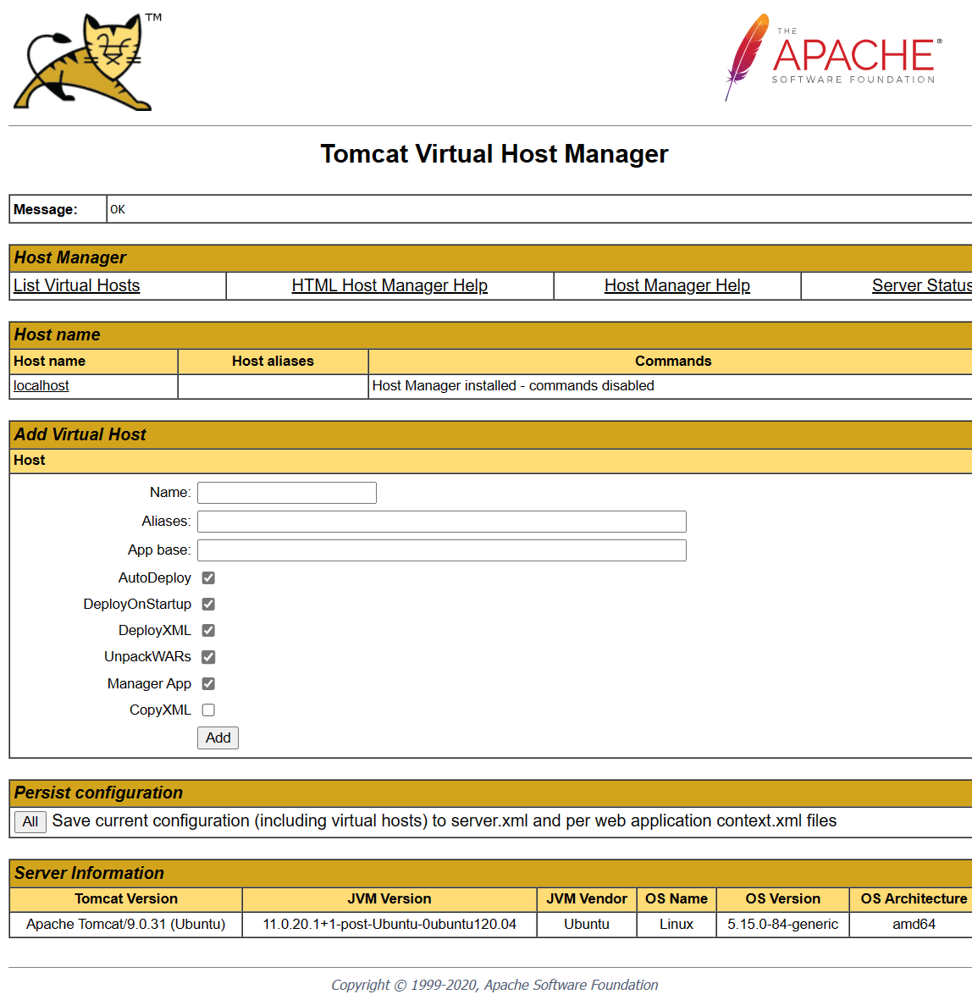 TM
THE
APACHE®
SOFTWARE FOUNDATION
Tomcat Virtual Host Manager
Message: OK
Host Manager
List Virtual Hosts HTML Host Manager Help Host Manager Help Server Status
Host name
Host name Host aliases Commands
localhost Host Manager installed - commands disabled
Add Virtual Host
Host
Name:
Aliases:
App base:
AutoDeploy
DeployOnStartup
DeployXML
UnpackWARs
Manager App
CopyXML
Add
Persist configuration
All Save current configuration (including virtual hosts) to server.xml and per web application context.xml files
Server Information
Tomcat Version JVM Version JVM Vendor OS Name OS Version OS Architecture
Apache Tomcat/9.0.31 (Ubuntu) 11.0.20.1+1-post-Ubuntu-0ubuntu120.04 Ubuntu Linux 5.15.0-84-generic amd64
Copyright © 1999-2020, Apache Software Foundation